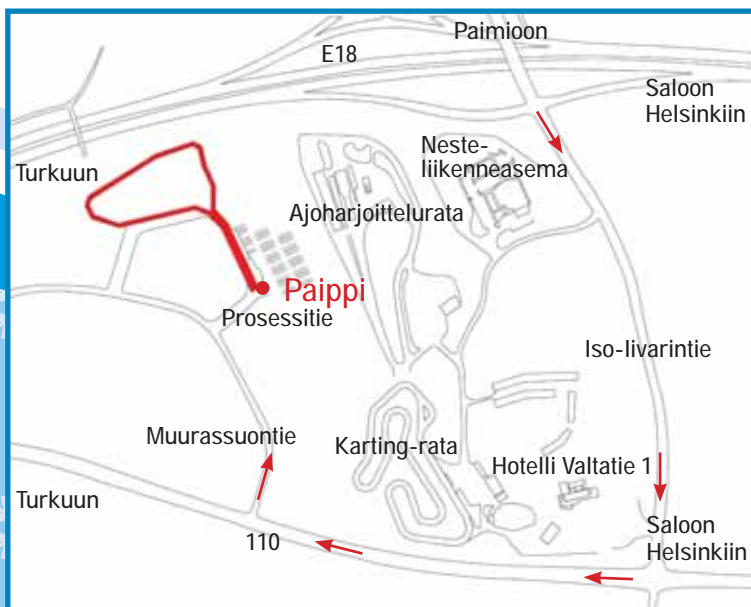 Paimioon
E18
Saloon
Helsinkiin
Neste-
liikenneasema
Turkuun
Ajoharjoittelurata
Paippi
Prosessitie
Iso-Iivarintie
Muurassuontie
Karting-rata
Hotelli Valtatie 1
Turkuun
110
Saloon
Helsinkiin